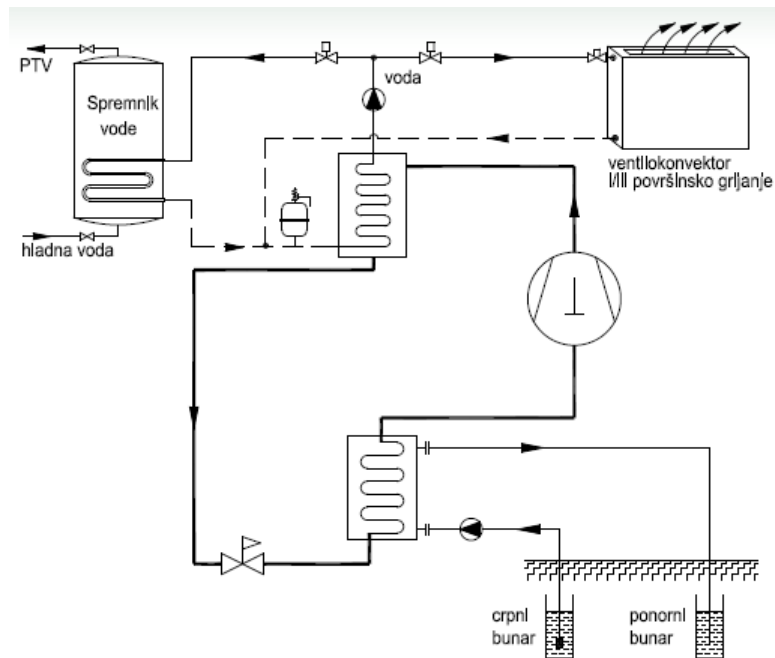 PTV
Spremnik
vode
hladna voda
voda
ventilokonvektor
i/ili površinsko grijanje
crpni
bunar
ponorni
bunar